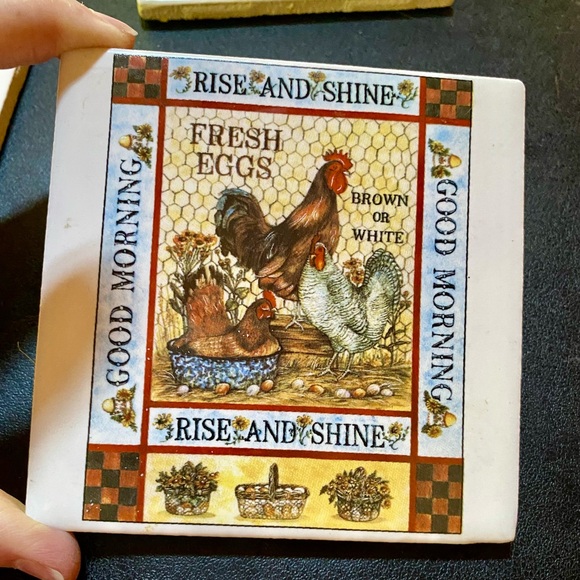 RISE AND SHINE
FRESH
EGGS
BROWN
OR
WHITE
GOOD MORNING
GOOD MORNING
RISE AND SHINE